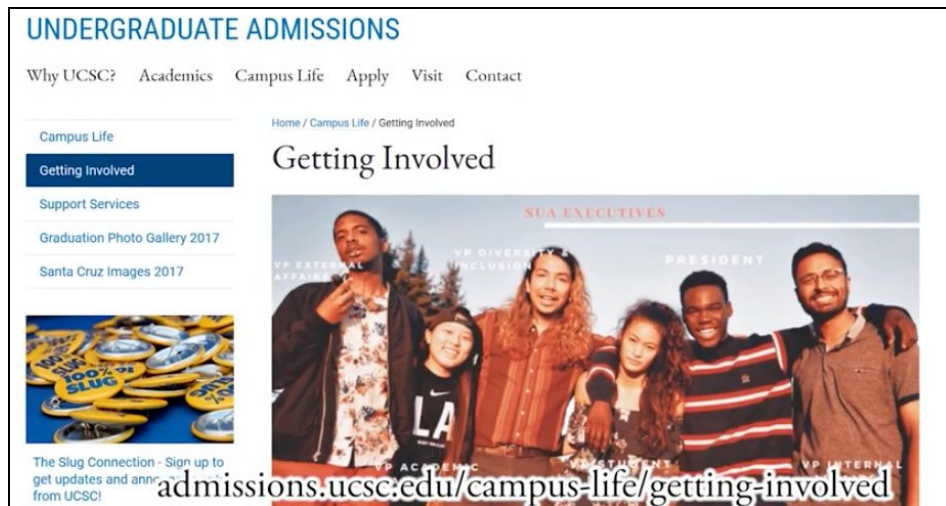 UNDERGRADUATE ADMISSIONS
Why UCSC? Academics Campus Life Apply Visit Contact
Home / Campus Life / Getting Involved
Campus Life
Getting Involved
Support Services
Graduation Photo Gallery 2017
Santa Cruz Images 2017
Getting Involved
SUA EXECUTIVES
VP EXTERNAL
AFFAIRS
VP DIVERSITY &
INCLUSION
PRESIDENT
LA
VP ACADEMIC
VP STUDENT
VP INTERNAL
100% OF
SLUG
The Slug Connection - Sign up to
get updates and
from UCSC!
admissions.ucsc.edu/campus-life/getting-involved